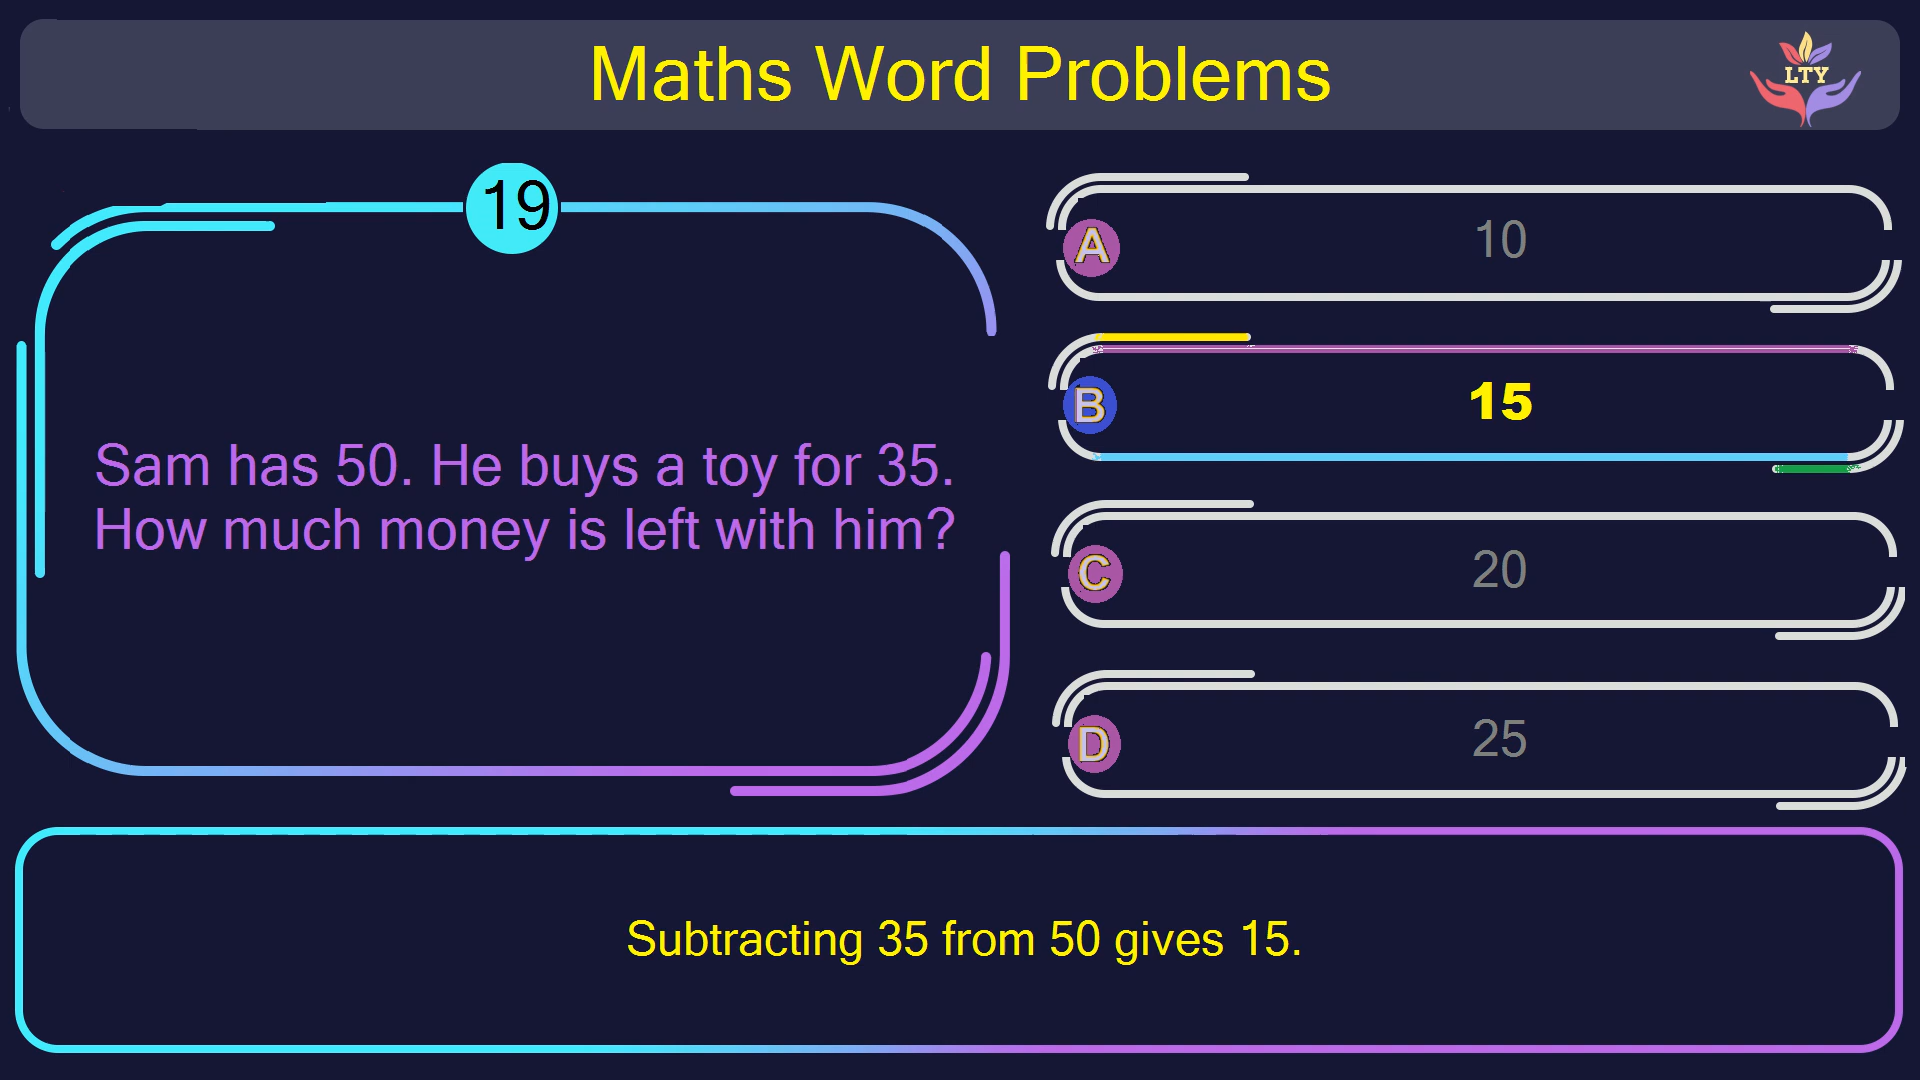 Maths Word Problems
LTY
19
Sam has 50. He buys a toy for 35.
How much money is left with him?
A
10
B
15
C
20
D
25
Subtracting 35 from 50 gives 15.